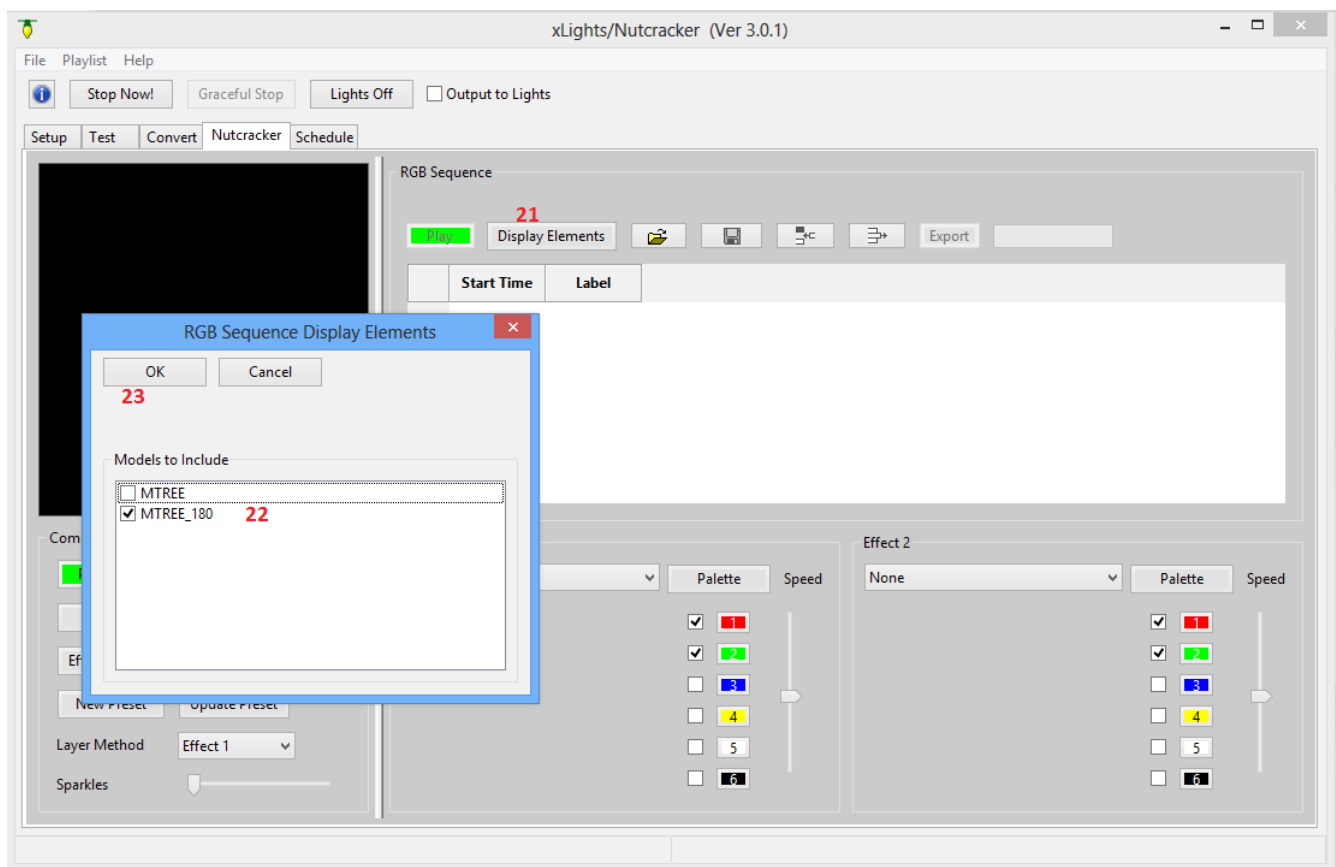 xLights/Nutcracker (Ver 3.0.1)
File Playlist Help
Stop Now! Graceful Stop Lights Off Output to Lights
Setup Test Convert Nutcracker Schedule
RGB Sequence
21
Play Display Elements Export
Start Time Label
RGB Sequence Display Elements
OK Cancel
23
Models to Include
MTREE
MTREE_180 22
Effect 2
Palette Speed None Palette Speed
1 1
2 2
3 3
New Preset Update Preset
4 4
Layer Method Effect 1
5 5
Sparkles
6 6